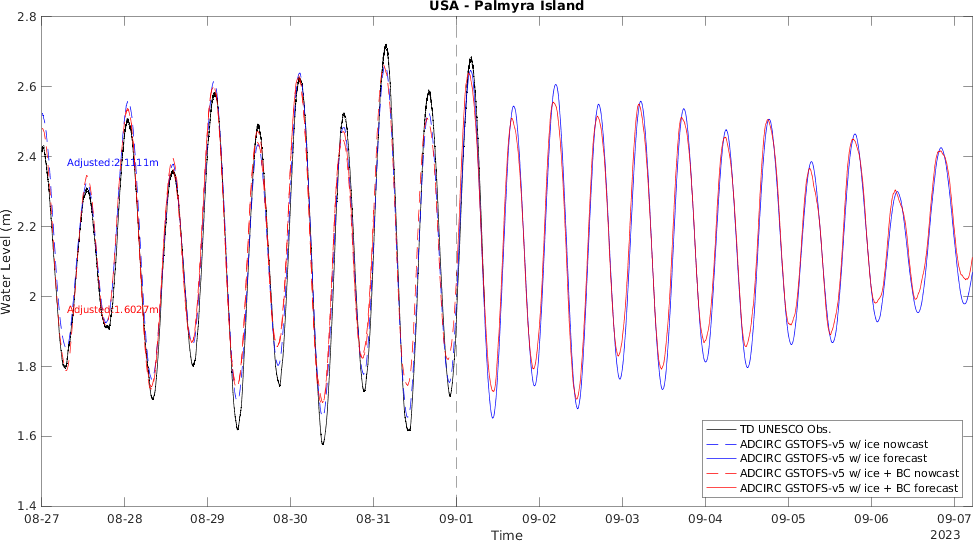 USA - Palmyra Island
2.8
2.6
2.4
2.2
2
1.8
1.6
1.4
Water Level (m)
Adjusted:2.1111m
Adjusted:1.6027m
TD UNESCO Obs.
ADCIRC GSTOFS-v5 w/ ice nowcast
ADCIRC GSTOFS-v5 w/ ice forecast
ADCIRC GSTOFS-v5 w/ ice + BC nowcast
ADCIRC GSTOFS-v5 w/ ice + BC forecast
08-27 08-28 08-29 08-30 08-31 09-01 09-02 09-03 09-04 09-05 09-06 09-07
Time
2023